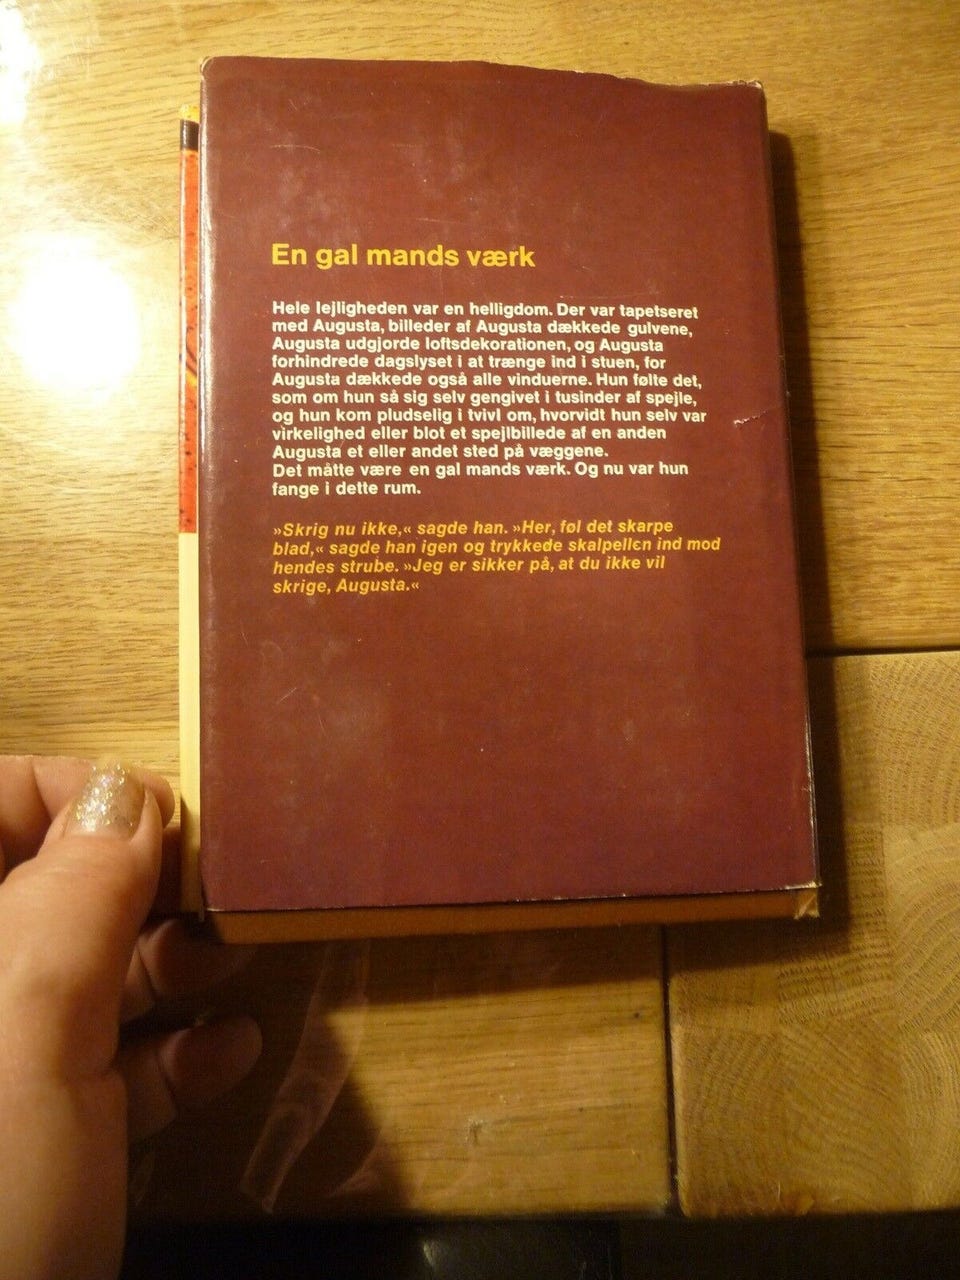 En gal mands værk
Hele lejligheden var en helligdom. Der var tapetseret
med Augusta, billeder af Augusta dækkede gulvene,
Augusta udgjorde loftsdekorationen, og Augusta
forhindrede dagslyset i at trænge ind i stuen, for
Augusta dækkede også alle vinduerne. Hun følte det,
som om hun så sig selv gengivet i tusinder af spejle,
og hun kom pludselig i tvivl om, hvorvidt hun selv var
virkelighed eller blot et spejlbillede af en anden
Augusta et eller andet sted på væggene.
Det måtte være en gal mands værk. Og nu var hun
fange i dette rum.
»Skrig nu ikke,« sagde han. »Her, føl det skarpe
blad,« sagde han igen og trykkede skalpellen ind mod
hendes strube. »Jeg er sikker på, at du ikke vil
skrige, Augusta.«